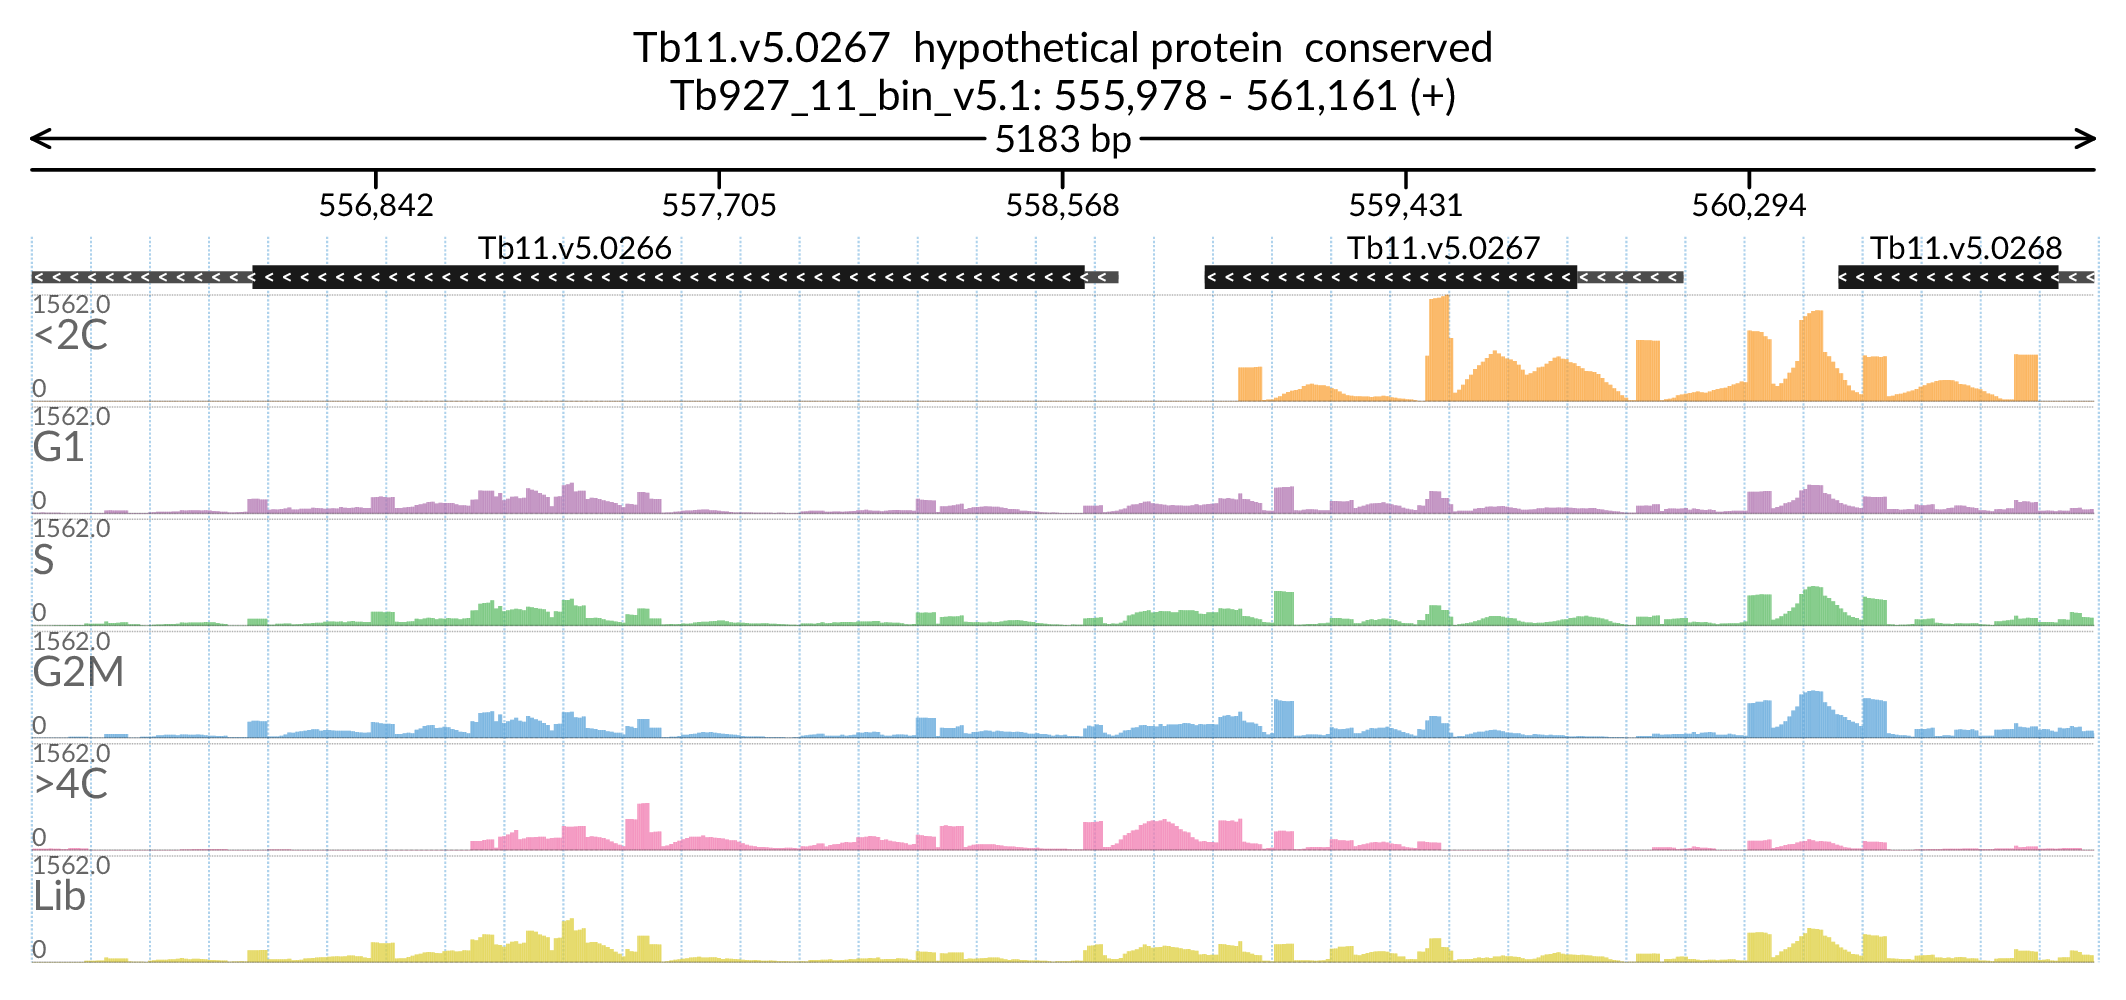 Tb11.v5.0267 hypothetical protein conserved
Tb927_11_bin_v5.1: 555,978 - 561,161 (+)
5183 bp
556,842 557,705 558,568 559,431 560,294
Tb11.v5.0266 Tb11.v5.0267 Tb11.v5.0268
1562.0
<2C
0
1562.0
G1
0
1562.0
S
0
1562.0
G2M
0
1562.0
>4C
0
1562.0
Lib
0